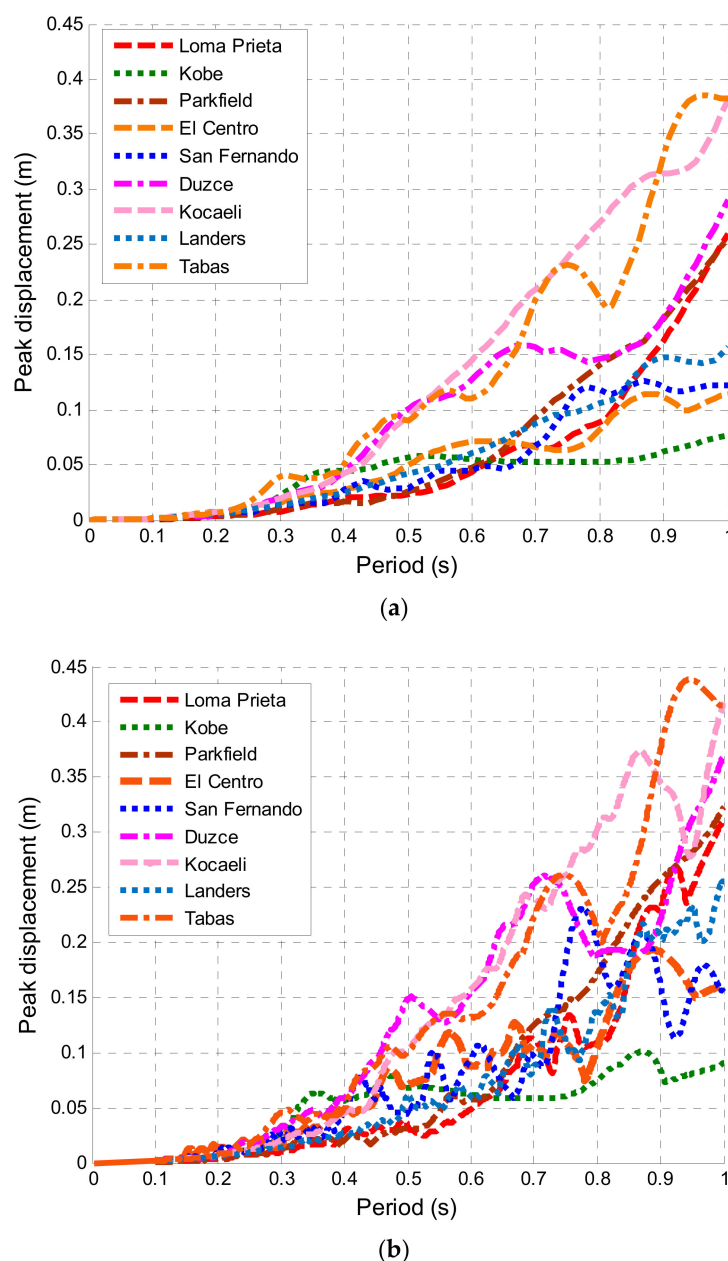 0.45
0.4
0.35
0.3
0.25
0.2
0.15
0.1
0.05
0
Peak displacement (m)
Loma Prieta
Kobe
Parkfield
El Centro
San Fernando
Duzce
Kocaeli
Landers
Tabas
0 0.1 0.2 0.3 0.4 0.5 0.6 0.7 0.8 0.9 1
Period (s)
(a)
0.45
0.4
0.35
0.3
0.25
0.2
0.15
0.1
0.05
0
Peak displacement (m)
Loma Prieta
Kobe
Parkfield
El Centro
San Fernando
Duzce
Kocaeli
Landers
Tabas
0 0.1 0.2 0.3 0.4 0.5 0.6 0.7 0.8 0.9 1
Period (s)
(b)